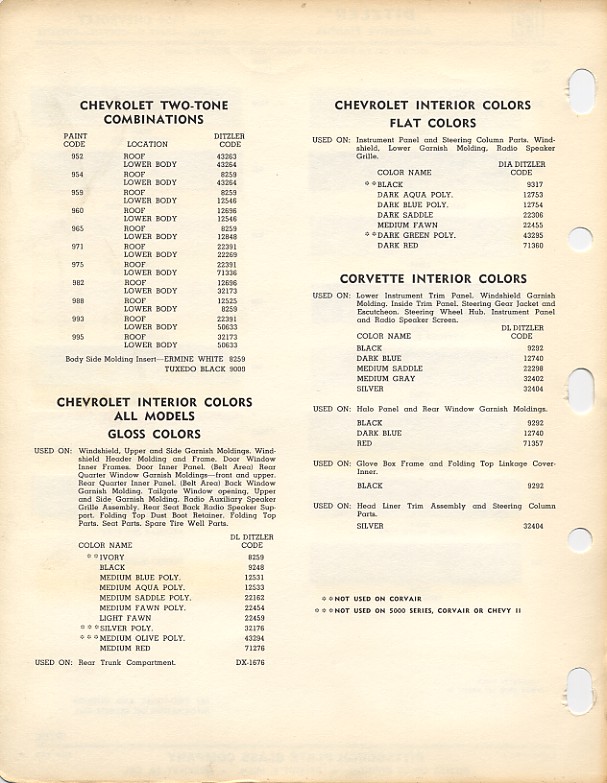 CHEVROLET TWO-TONE
COMBINATIONS
PAINT CODE LOCATION DITZLER CODE
952 ROOF 43263
LOWER BODY 43264
954 ROOF 8259
LOWER BODY 43264
959 ROOF 8259
LOWER BODY 12546
960 ROOF 12696
LOWER BODY 12546
965 ROOF 8259
LOWER BODY 12848
971 ROOF 22391
LOWER BODY 22269
975 ROOF 22391
LOWER BODY 71336
982 ROOF 12696
LOWER BODY 32173
988 ROOF 12525
LOWER BODY 8259
993 ROOF 22391
LOWER BODY 50633
995 ROOF 32173
LOWER BODY 50633
Body Side Molding Insert—ERMINE WHITE 8259
TUXEDO BLACK 9000
CHEVROLET INTERIOR COLORS
ALL MODELS
GLOSS COLORS
USED ON: Windshield, Upper and Side Garnish Moldings. Wind-
shield Header Molding and Frame. Door Window
Inner Frames. Door Inner Panel. (Belt Area) Rear
Quarter Window Garnish Moldings—front and upper.
Rear Quarter Inner Panel. (Belt Area) Back Window
Garnish Molding. Tailgate Window opening, Upper
and Side Garnish Molding. Radio Auxiliary Speaker
Grille Assembly. Rear Seat Back Radio Speaker Sup-
port. Folding Top Dust Boot Retainer. Folding Top
Parts. Seat Parts. Spare Tire Well Parts.
COLOR NAME DL DITZLER CODE
**IVORY 8259
BLACK 9248
MEDIUM BLUE POLY. 12531
MEDIUM AQUA POLY. 12533
MEDIUM SADDLE POLY. 22162
MEDIUM FAWN POLY. 22454
LIGHT FAWN 22459
***SILVER POLY. 32176
***MEDIUM OLIVE POLY. 43294
MEDIUM RED 71276
USED ON: Rear Trunk Compartment. DX-1676
CHEVROLET INTERIOR COLORS
FLAT COLORS
USED ON: Instrument Panel and Steering Column Parts. Wind-
shield, Lower Garnish Molding, Radio Speaker
Grille.
COLOR NAME DIA DITZLER CODE
**BLACK 9317
DARK AQUA POLY. 12753
DARK BLUE POLY. 12754
DARK SADDLE 22306
MEDIUM FAWN 22455
**DARK GREEN POLY. 43295
DARK RED 71360
CORVETTE INTERIOR COLORS
USED ON: Lower Instrument Trim Panel. Windshield Garnish
Molding. Inside Trim Panel. Steering Gear Jacket and
Escutcheon. Steering Wheel Hub. Instrument Panel
and Radio Speaker Screen.
COLOR NAME DL DITZLER CODE
BLACK 9292
DARK BLUE 12740
MEDIUM SADDLE 22298
MEDIUM GRAY 32402
SILVER 32404
USED ON: Halo Panel and Rear Window Garnish Moldings.
BLACK 9292
DARK BLUE 12740
RED 71357
USED ON: Glove Box Frame and Folding Top Linkage Cover-
Inner.
BLACK 9292
USED ON: Head Liner Trim Assembly and Steering Column
Parts.
SILVER 32404
**NOT USED ON CORVAIR
***NOT USED ON 5000 SERIES, CORVAIR OR CHEVY II